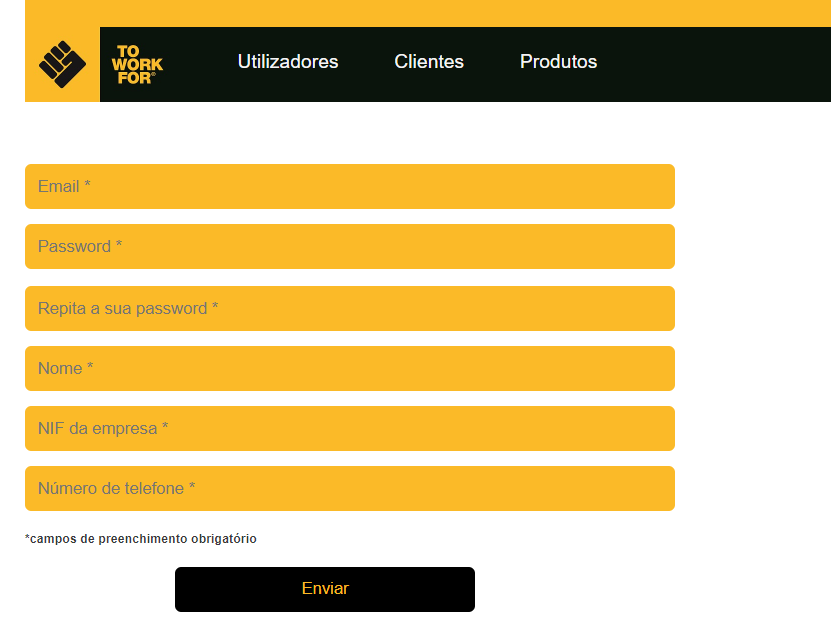 TO
WORK
FOR®
Utilizadores Clientes Produtos
Email *
Password *
Repita a sua password *
Nome *
NIF da empresa *
Número de telefone *
*campos de preenchimento obrigatório
Enviar